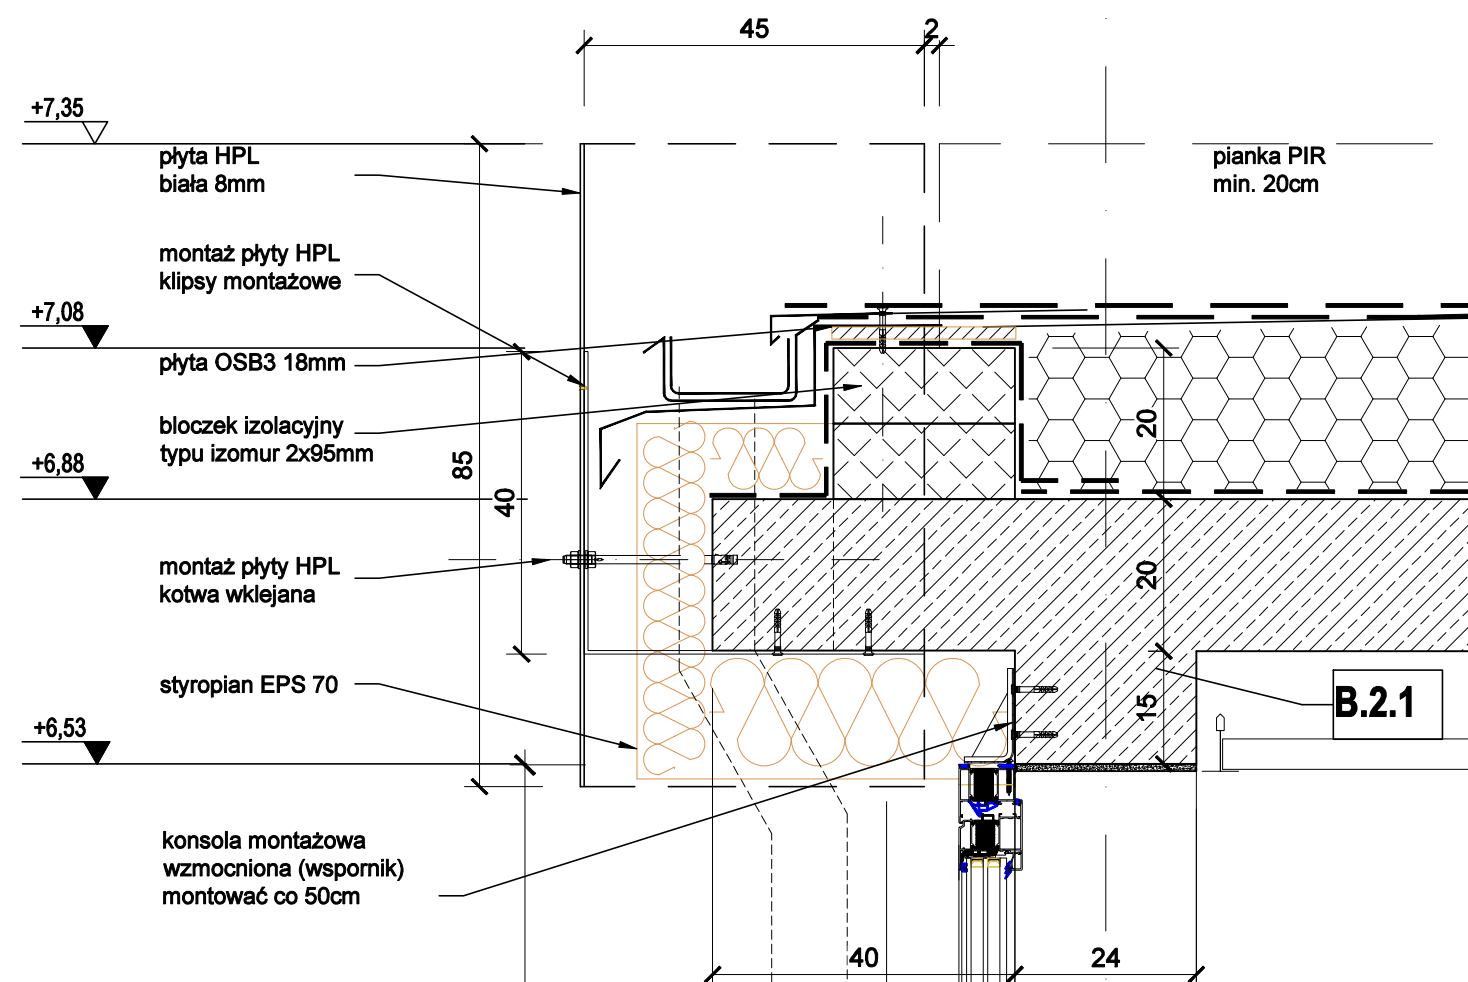 45
2
+7,35
płyta HPL
biała 8mm
pianka PIR
min. 20cm
montaż płyty HPL
klipsy montażowe
+7,08
płyta OSB3 18mm
bloczek izolacyjny
typu izomur 2x95mm
+6,88
85
40
20
montaż płyty HPL
kotwa wklejana
20
styropian EPS 70
15
B.2.1
+6,53
konsola montażowa
wzmocniona (wspornik)
montować co 50cm
40
24